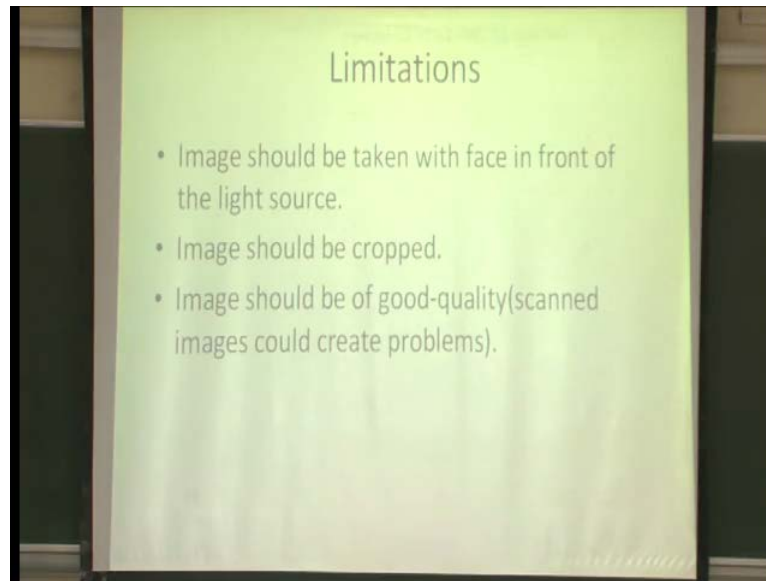 Limitations
• Image should be taken with face in front of
the light source.
• Image should be cropped.
• Image should be of good-quality(scanned
images could create problems).